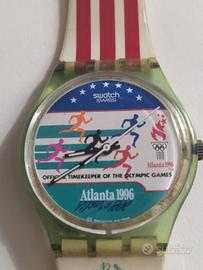 swatch
SWISS
Atlanta 1996
OFFICIAL TIMEKEEPER OF THE OLYMPIC GAMES
Atlanta 1996